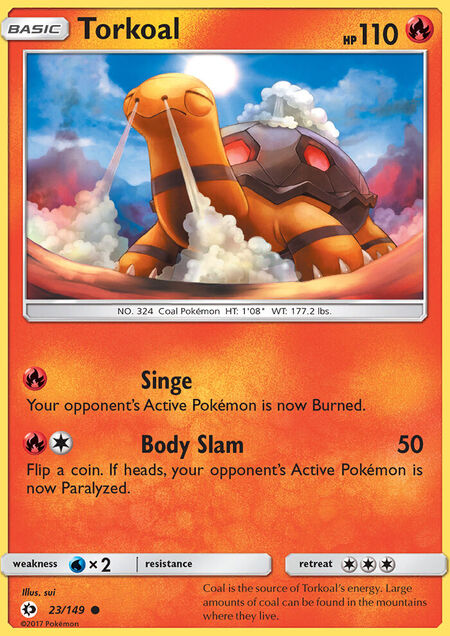 BASIC Torkoal HP 110
NO. 324 Coal Pokémon HT: 1'08" WT: 177.2 lbs.
Singe
Your opponent's Active Pokémon is now Burned.
Body Slam 50
Flip a coin. If heads, your opponent's Active Pokémon is
now Paralyzed.
weakness ×2 resistance retreat
Illus. sui
Coal is the source of Torkoal's energy. Large
amounts of coal can be found in the mountains
where they live.
23/149
©2017 Pokémon